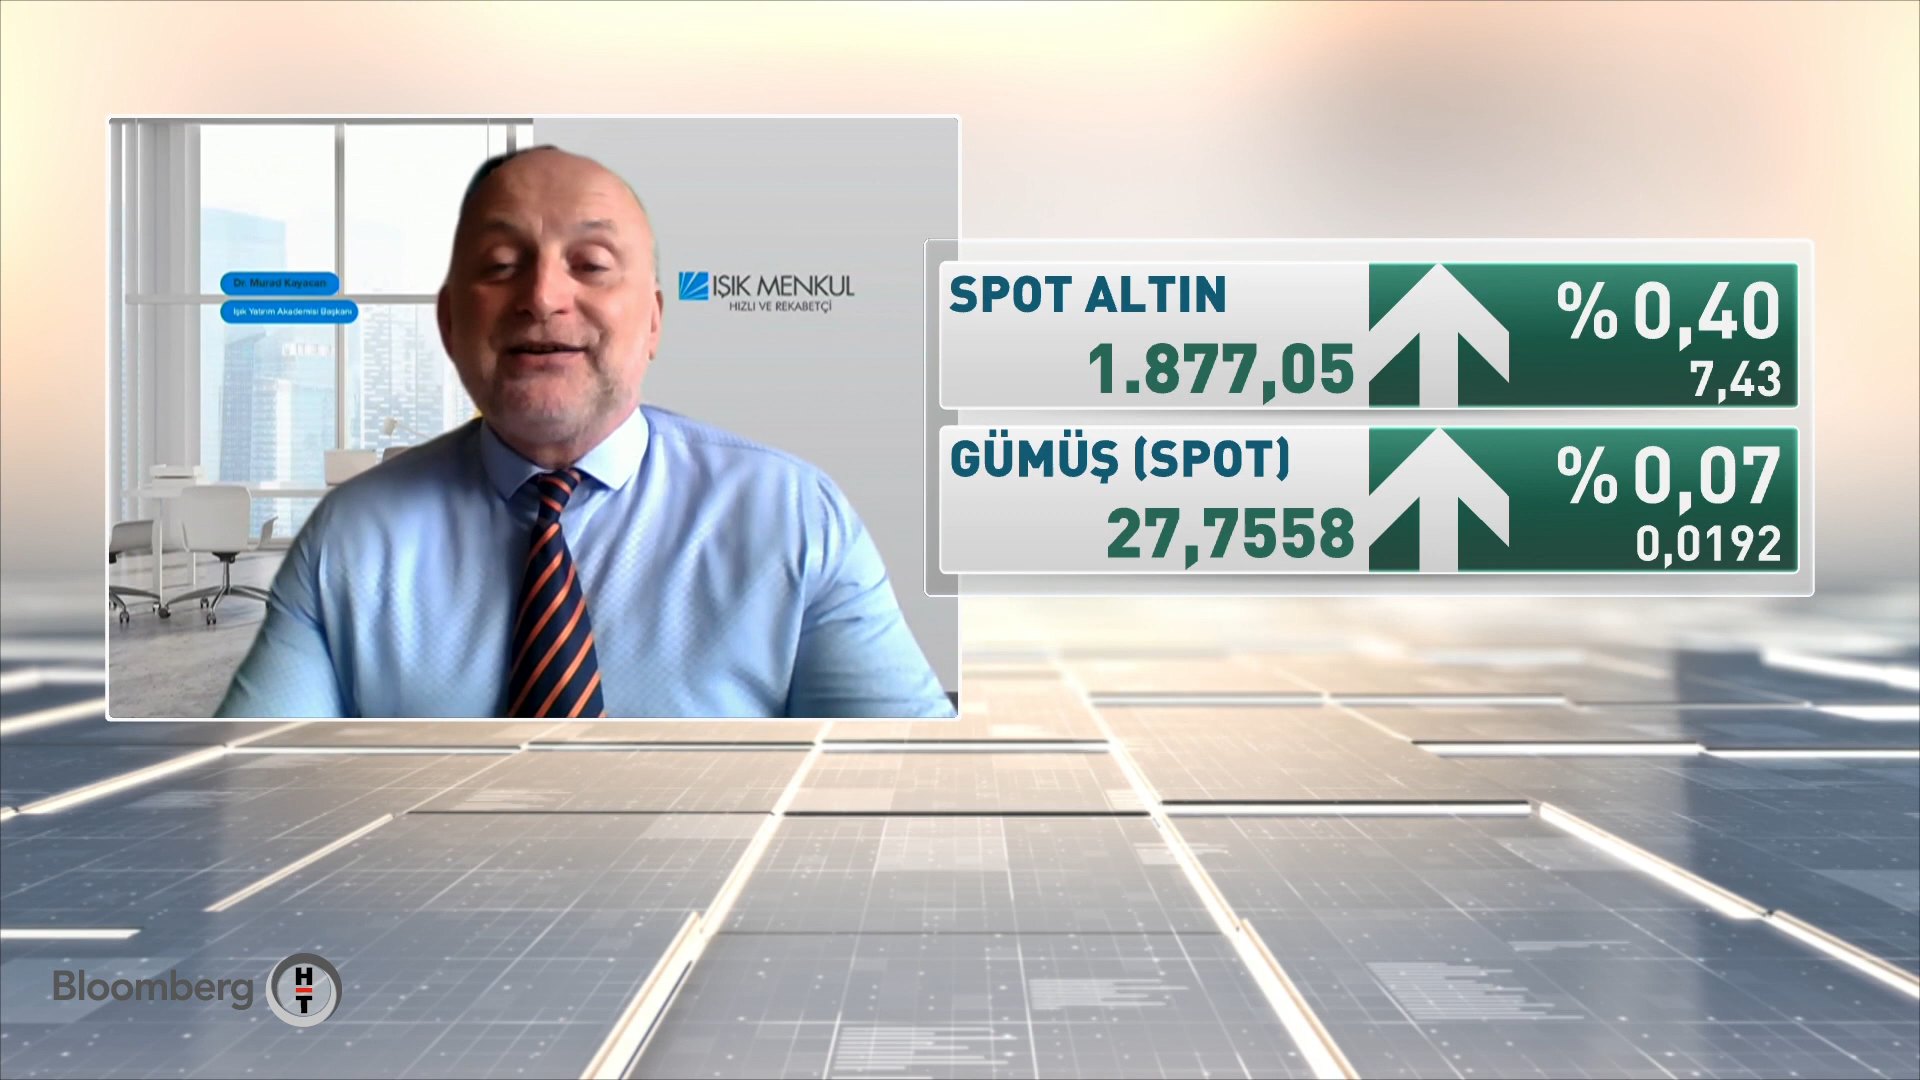 Dr. Murad Kayacan
Işık Yatırım Akademisi Başkanı
IŞIK MENKUL
HIZLI VE REKABETÇİ
SPOT ALTIN
1.877,05
% 0,40
7,43
GÜMÜŞ (SPOT)
27,7558
% 0,07
0,0192
Bloomberg HT